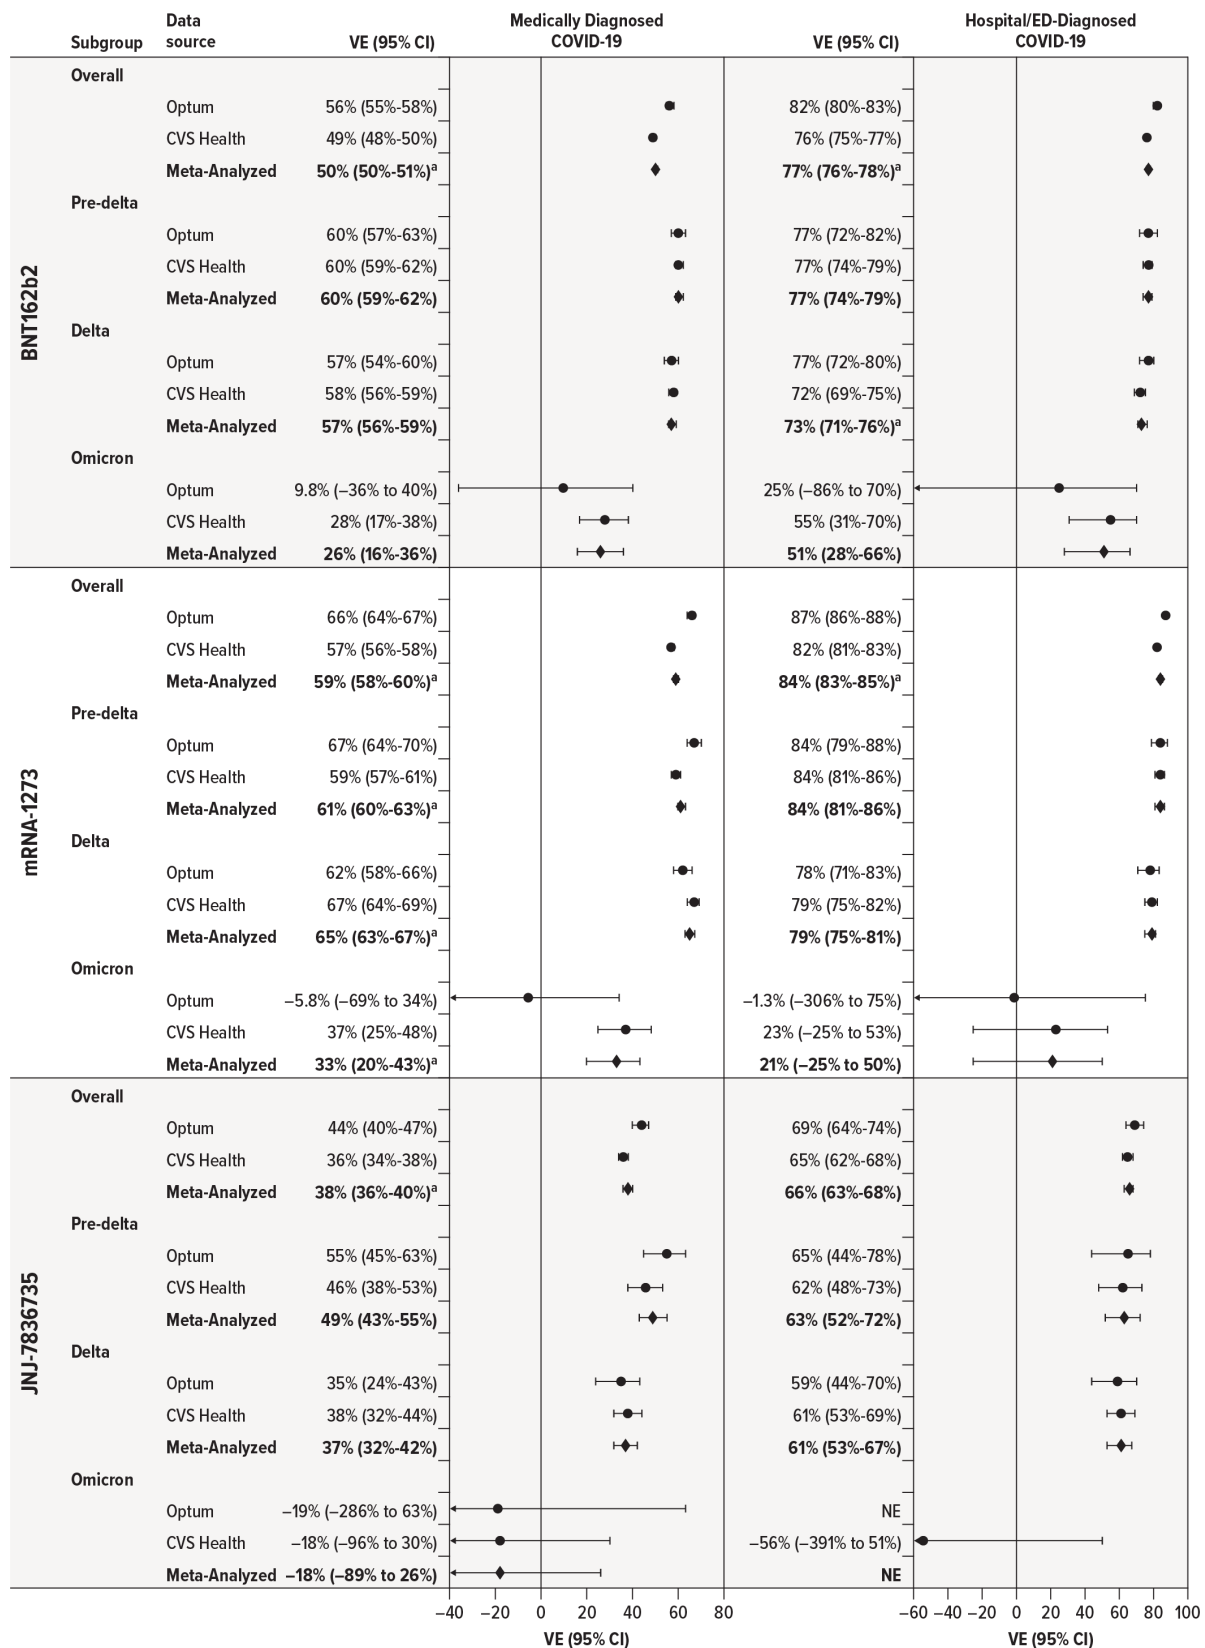 Subgroup Data source VE (95% CI) Medically Diagnosed COVID-19 VE (95% CI) Hospital/ED-Diagnosed COVID-19
BNT162b2
Overall
Optum 56% (55%-58%) 82% (80%-83%)
CVS Health 49% (48%-50%) 76% (75%-77%)
Meta-Analyzed 50% (50%-51%)ᵃ 77% (76%-78%)ᵃ
Pre-delta
Optum 60% (57%-63%) 77% (72%-82%)
CVS Health 60% (59%-62%) 77% (74%-79%)
Meta-Analyzed 60% (59%-62%) 77% (74%-79%)
Delta
Optum 57% (54%-60%) 77% (72%-80%)
CVS Health 58% (56%-59%) 72% (69%-75%)
Meta-Analyzed 57% (56%-59%) 73% (71%-76%)ᵃ
Omicron
Optum 9.8% (−36% to 40%) 25% (−86% to 70%)
CVS Health 28% (17%-38%) 55% (31%-70%)
Meta-Analyzed 26% (16%-36%) 51% (28%-66%)
mRNA-1273
Overall
Optum 66% (64%-67%) 87% (86%-88%)
CVS Health 57% (56%-58%) 82% (81%-83%)
Meta-Analyzed 59% (58%-60%)ᵃ 84% (83%-85%)ᵃ
Pre-delta
Optum 67% (64%-70%) 84% (79%-88%)
CVS Health 59% (57%-61%) 84% (81%-86%)
Meta-Analyzed 61% (60%-63%)ᵃ 84% (81%-86%)
Delta
Optum 62% (58%-66%) 78% (71%-83%)
CVS Health 67% (64%-69%) 79% (75%-82%)
Meta-Analyzed 65% (63%-67%)ᵃ 79% (75%-81%)
Omicron
Optum −5.8% (−69% to 34%) −1.3% (−306% to 75%)
CVS Health 37% (25%-48%) 23% (−25% to 53%)
Meta-Analyzed 33% (20%-43%)ᵃ 21% (−25% to 50%)
JNJ-7836735
Overall
Optum 44% (40%-47%) 69% (64%-74%)
CVS Health 36% (34%-38%) 65% (62%-68%)
Meta-Analyzed 38% (36%-40%)ᵃ 66% (63%-68%)
Pre-delta
Optum 55% (45%-63%) 65% (44%-78%)
CVS Health 46% (38%-53%) 62% (48%-73%)
Meta-Analyzed 49% (43%-55%) 63% (52%-72%)
Delta
Optum 35% (24%-43%) 59% (44%-70%)
CVS Health 38% (32%-44%) 61% (53%-69%)
Meta-Analyzed 37% (32%-42%) 61% (53%-67%)
Omicron
Optum −19% (−286% to 63%) NE
CVS Health −18% (−96% to 30%) −56% (−391% to 51%)
Meta-Analyzed −18% (−89% to 26%) NE
−40 −20 0 20 40 60 80 −60 −40 −20 0 20 40 60 80 100
VE (95% CI) VE (95% CI)